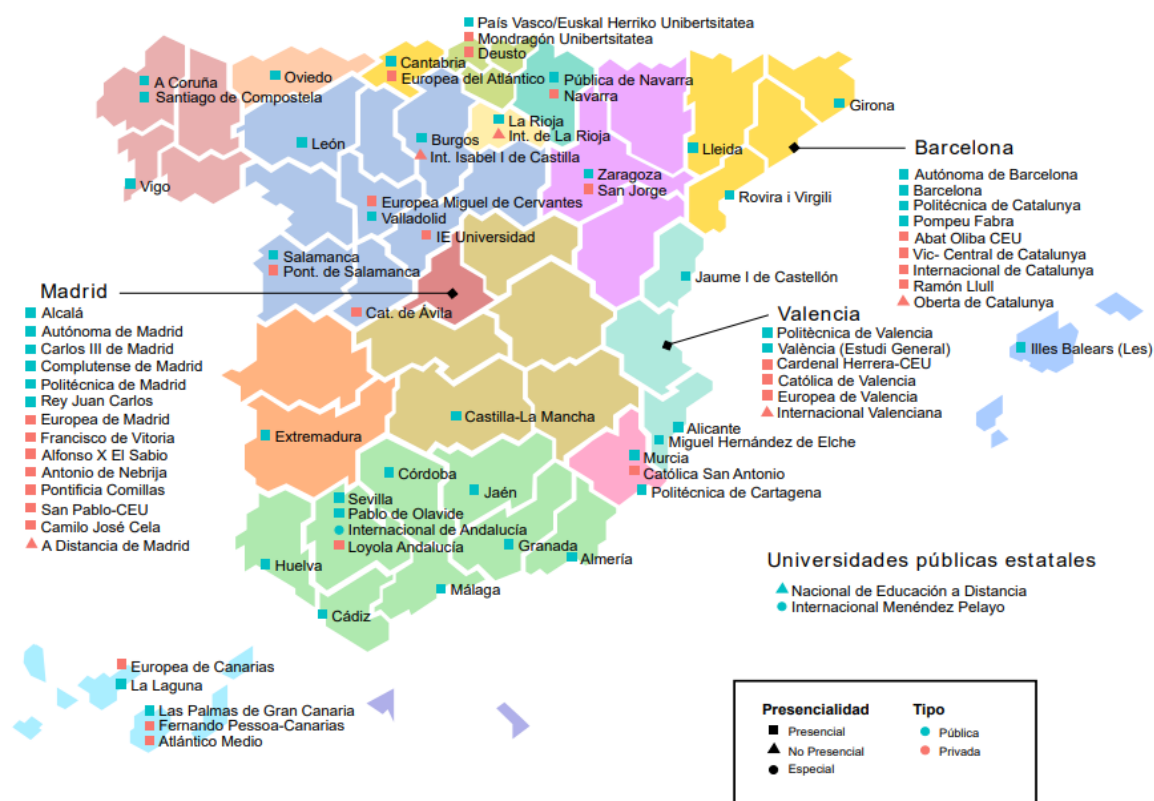 País Vasco/Euskal Herriko Unibertsitatea
Mondragón Unibertsitatea
Deusto
Cantabria
Europea del Atlántico
Oviedo
A Coruña
Santiago de Compostela
Vigo
Pública de Navarra
Navarra
La Rioja
Int. de La Rioja
León
Burgos
Int. Isabel I de Castilla
Europea Miguel de Cervantes
Valladolid
IE Universidad
Salamanca
Pont. de Salamanca
Cat. de Ávila
Zaragoza
San Jorge
Lleida
Girona
Rovira i Virgili
Barcelona
Autónoma de Barcelona
Barcelona
Politécnica de Catalunya
Pompeu Fabra
Abat Oliba CEU
Vic- Central de Catalunya
Internacional de Catalunya
Ramón Llull
Oberta de Catalunya
Madrid
Alcalá
Autónoma de Madrid
Carlos III de Madrid
Complutense de Madrid
Politécnica de Madrid
Rey Juan Carlos
Europea de Madrid
Francisco de Vitoria
Alfonso X El Sabio
Antonio de Nebrija
Pontificia Comillas
San Pablo-CEU
Camilo José Cela
A Distancia de Madrid
Jaume I de Castellón
Valencia
Politècnica de Valencia
València (Estudi General)
Cardenal Herrera-CEU
Católica de Valencia
Europea de Valencia
Internacional Valenciana
Illes Balears (Les)
Castilla-La Mancha
Extremadura
Alicante
Miguel Hernández de Elche
Murcia
Católica San Antonio
Politécnica de Cartagena
Córdoba
Jaén
Sevilla
Pablo de Olavide
Internacional de Andalucía
Loyola Andalucía
Granada
Almería
Huelva
Málaga
Cádiz
Universidades públicas estatales
Nacional de Educación a Distancia
Internacional Menéndez Pelayo
Europea de Canarias
La Laguna
Las Palmas de Gran Canaria
Fernando Pessoa-Canarias
Atlántico Medio
Presencialidad
Presencial
No Presencial
Especial
Tipo
Pública
Privada